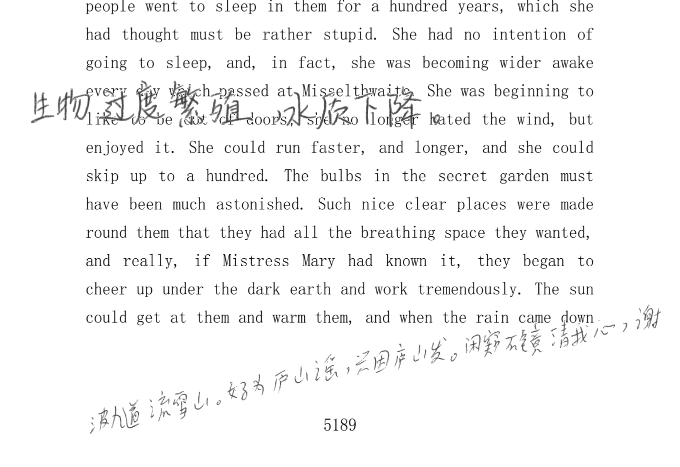 people went to sleep in them for a hundred years, which she
had thought must be rather stupid. She had no intention of
going to sleep, and, in fact, she was becoming wider awake
every day which passed at Misselthwaite. She was beginning to
生物过度繁殖,水质下降。
like to be out of doors; she no longer hated the wind, but
enjoyed it. She could run faster, and longer, and she could
skip up to a hundred. The bulbs in the secret garden must
have been much astonished. Such nice clear places were made
round them that they had all the breathing space they wanted,
and really, if Mistress Mary had known it, they began to
cheer up under the dark earth and work tremendously. The sun
could get at them and warm them, and when the rain came down
波九道流雪山。好为庐山谣,兴因庐山发。闲窥石镜清我心,谢
5189